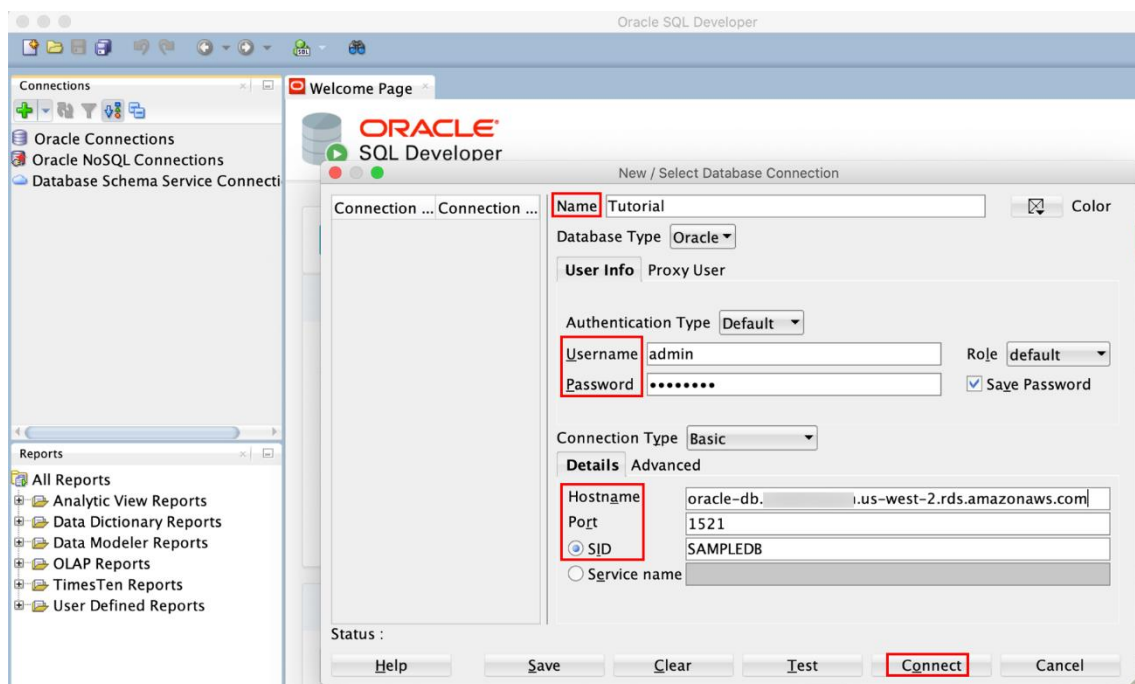 Oracle SQL Developer
Connections
Oracle Connections
Oracle NoSQL Connections
Database Schema Service Connecti
Reports
All Reports
Analytic View Reports
Data Dictionary Reports
Data Modeler Reports
OLAP Reports
TimesTen Reports
User Defined Reports
Welcome Page
ORACLE
SQL Developer
New / Select Database Connection
Connection ... Connection ...
Name Tutorial Color
Database Type Oracle
User Info Proxy User
Authentication Type Default
Username admin Role default
Password •••••••• Save Password
Connection Type Basic
Details Advanced
Hostname oracle-db. .us-west-2.rds.amazonaws.com
Port 1521
SID SAMPLEDB
Service name
Status :
Help Save Clear Test Connect Cancel